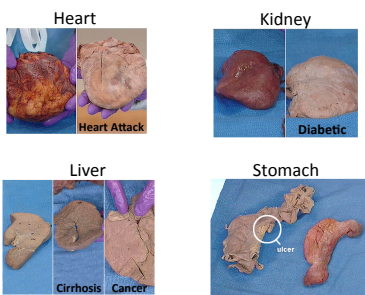 Heart
Heart Attack
Kidney
Diabetic
Liver
Cirrhosis
Cancer
Stomach
ulcer